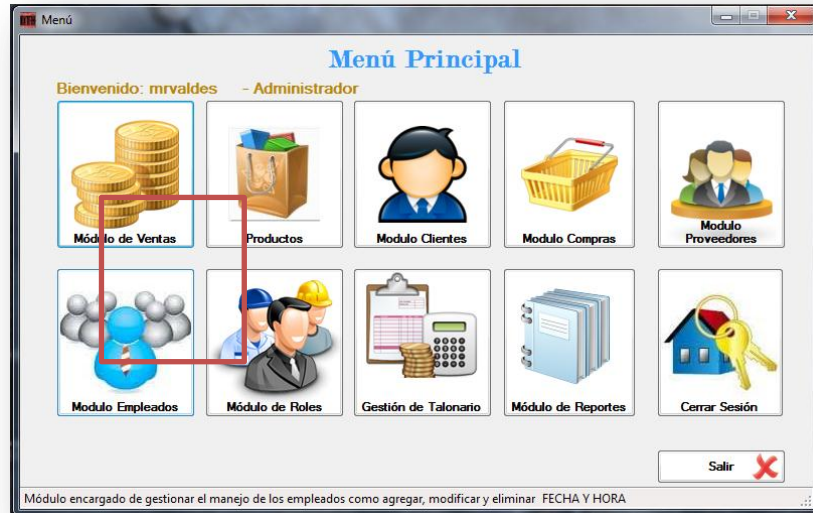 UTH Menú
Menú Principal
Bienvenido: mrvaldes - Administrador
Módulo de Ventas
Productos
Modulo Clientes
Modulo Compras
Modulo
Proveedores
Modulo Empleados
Módulo de Roles
Gestión de Talonario
Módulo de Reportes
Cerrar Sesión
Salir
Módulo encargado de gestionar el manejo de los empleados como agregar, modificar y eliminar FECHA Y HORA